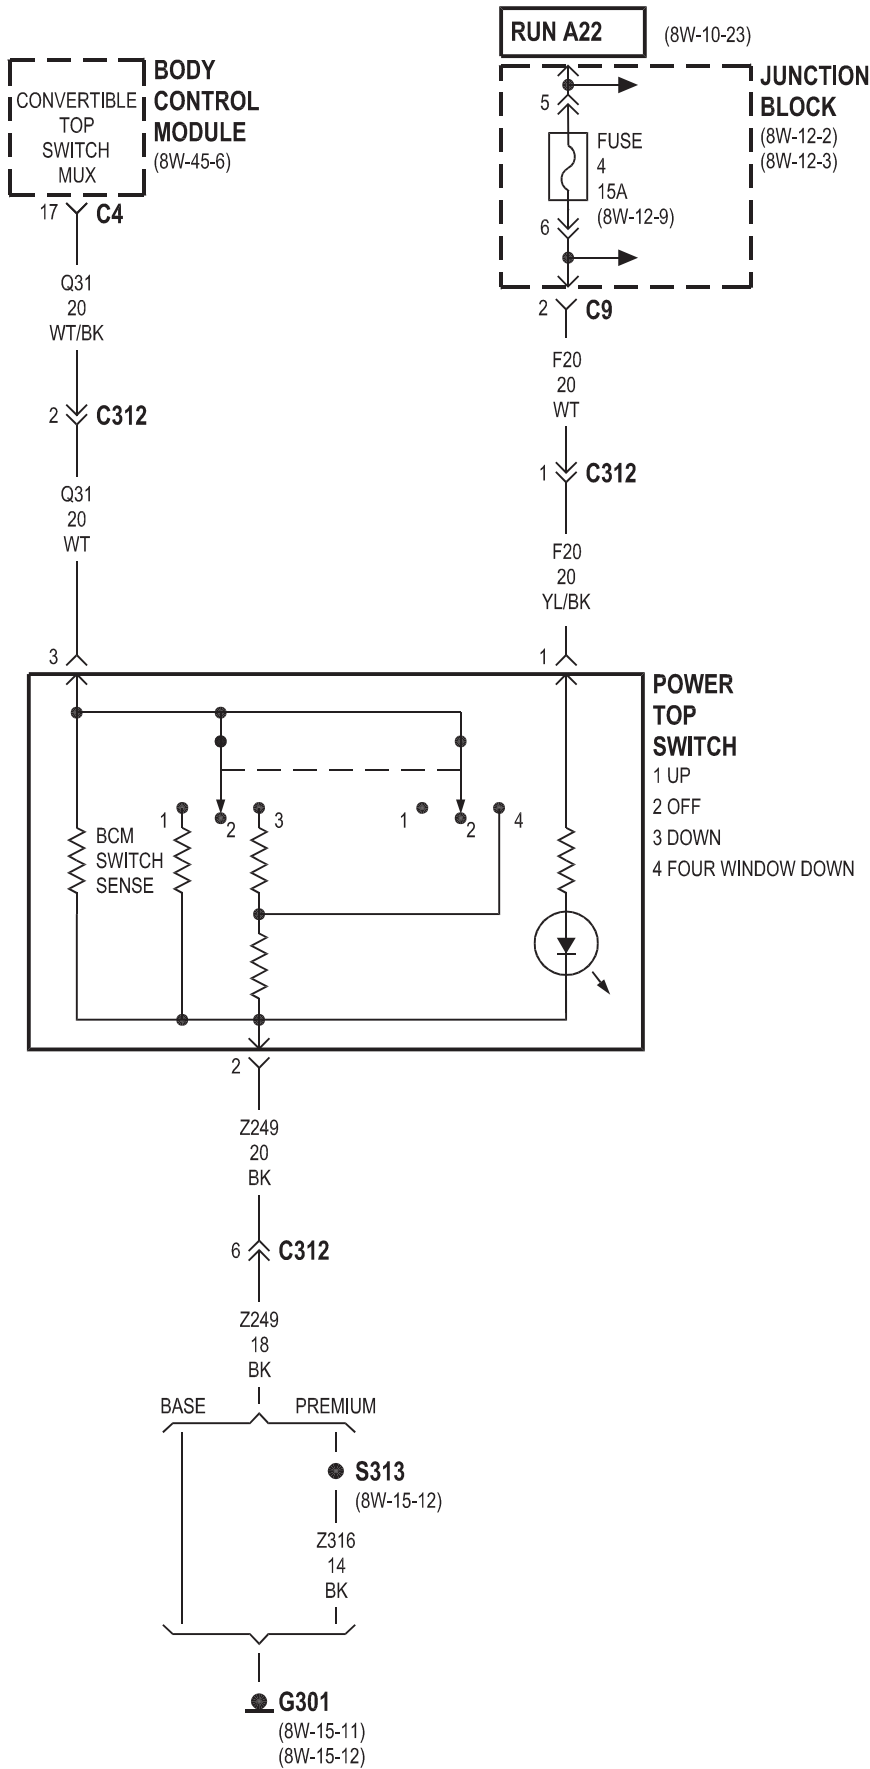 RUN A22
(8W-10-23)
BODY
CONTROL
MODULE
(8W-45-6)
CONVERTIBLE
TOP
SWITCH
MUX
17
C4
Q31
20
WT/BK
2
C312
Q31
20
WT
3
JUNCTION
BLOCK
(8W-12-2)
(8W-12-3)
5
FUSE
4
15A
(8W-12-9)
6
2
C9
F20
20
WT
1
C312
F20
20
YL/BK
1
POWER
TOP
SWITCH
1 UP
2 OFF
3 DOWN
4 FOUR WINDOW DOWN
1
2
3
1
2
4
BCM
SWITCH
SENSE
2
Z249
20
BK
6
C312
Z249
18
BK
BASE
PREMIUM
S313
(8W-15-12)
Z316
14
BK
G301
(8W-15-11)
(8W-15-12)